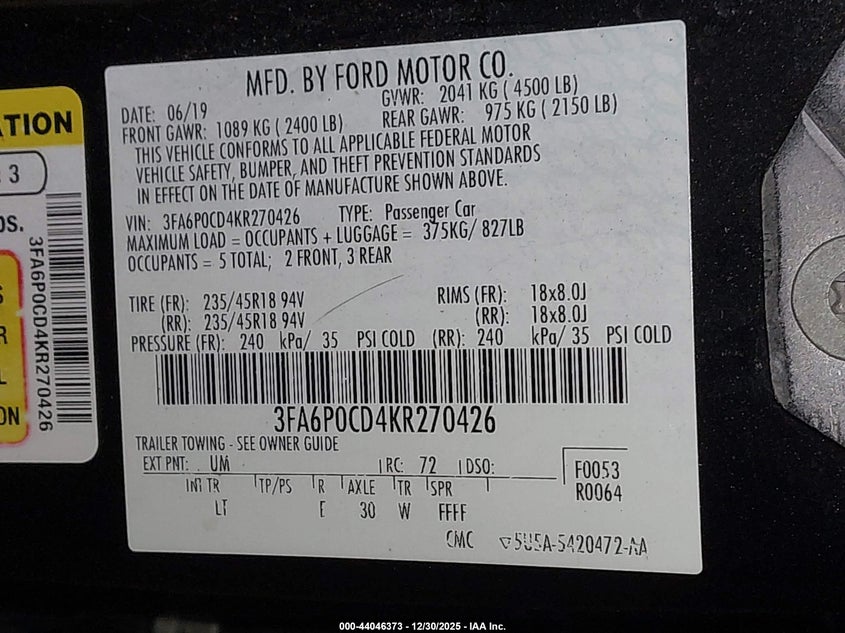 ATION
3
DS.
S
R
L
ON
3FA6P0CD4KR270426
MFD. BY FORD MOTOR CO.
DATE: 06/19 GVWR: 2041 KG ( 4500 LB)
FRONT GAWR: 1089 KG ( 2400 LB) REAR GAWR: 975 KG ( 2150 LB)
THIS VEHICLE CONFORMS TO ALL APPLICABLE FEDERAL MOTOR
VEHICLE SAFETY, BUMPER, AND THEFT PREVENTION STANDARDS
IN EFFECT ON THE DATE OF MANUFACTURE SHOWN ABOVE.
VIN: 3FA6P0CD4KR270426 TYPE: Passenger Car
MAXIMUM LOAD = OCCUPANTS + LUGGAGE = 375KG/ 827LB
OCCUPANTS = 5 TOTAL; 2 FRONT, 3 REAR
TIRE (FR): 235/45R18 94V RIMS (FR): 18x8.0J
(RR): 235/45R18 94V (RR): 18x8.0J
PRESSURE (FR): 240 kPa/ 35 PSI COLD (RR): 240 kPa/ 35 PSI COLD
3FA6P0CD4KR270426
TRAILER TOWING - SEE OWNER GUIDE
EXT PNT: UM RC: 72 DSO: F0053
INT TR TP/PS R AXLE TR SPR R0064
LT E 30 W FFFF
CMC 5U5A-5420472-AA
000-44046373 - 12/30/2025 - IAA Inc.